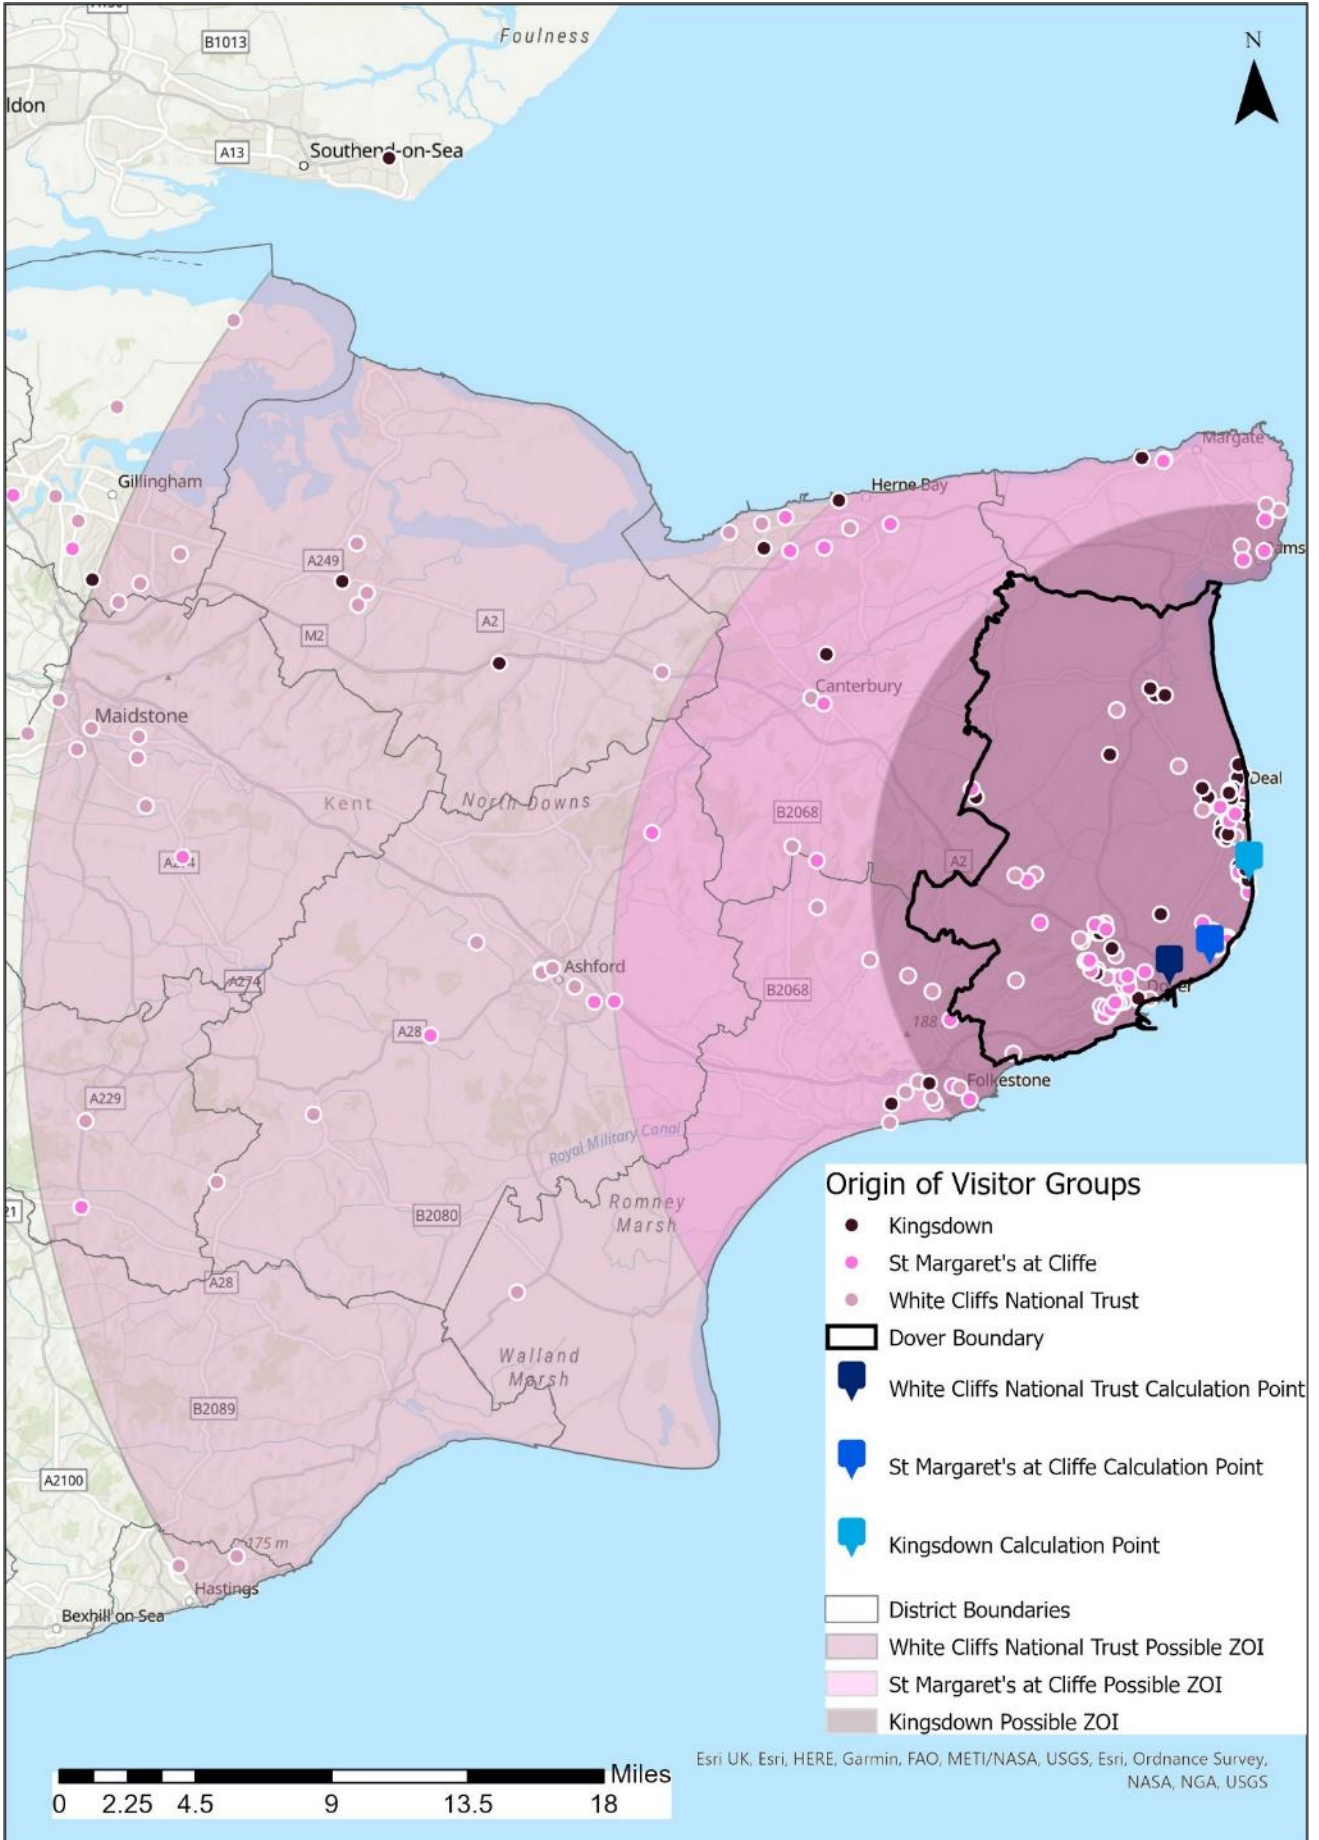 B1013
Foulness
N
ldon
A13
Southend-on-Sea
Margate
Gillingham
Herne Bay
A249
ams
A2
M2
Canterbury
Maidstone
Deal
Kent
North Downs
B2068
A274
A2
Ashford
A274
B2068
Dover
A28
188
Folkestone
A229
Royal Military Canal
Romney
Marsh
21
B2080
A28
Walland
Marsh
B2089
A2100
175 m
Hastings
Bexhill on Sea
Origin of Visitor Groups
Kingsdown
St Margaret's at Cliffe
White Cliffs National Trust
Dover Boundary
White Cliffs National Trust Calculation Point
St Margaret's at Cliffe Calculation Point
Kingsdown Calculation Point
District Boundaries
White Cliffs National Trust Possible ZOI
St Margaret's at Cliffe Possible ZOI
Kingsdown Possible ZOI
Esri UK, Esri, HERE, Garmin, FAO, METI/NASA, USGS, Esri, Ordnance Survey,
NASA, NGA, USGS
Miles
0 2.25 4.5 9 13.5 18